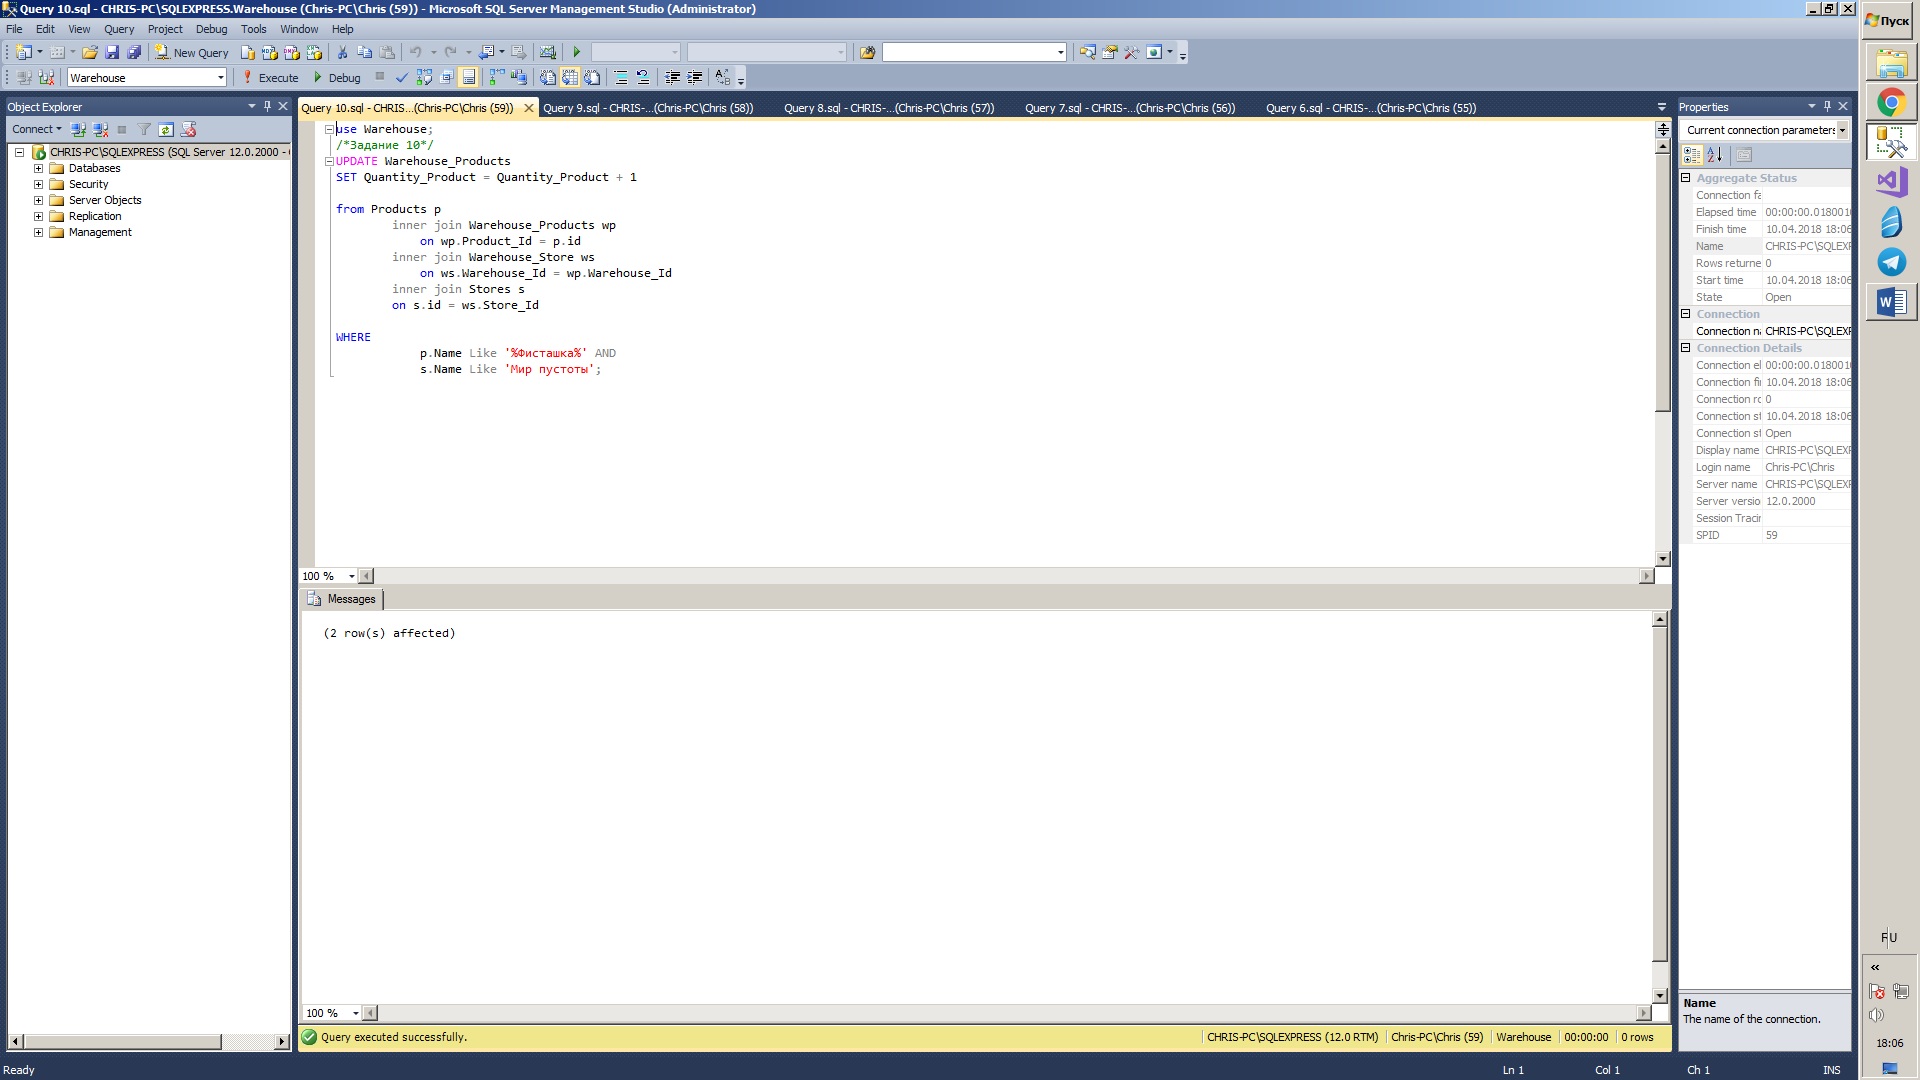 Query 10.sql - CHRIS-PC\SQLEXPRESS.Warehouse (Chris-PC\Chris (59)) - Microsoft SQL Server Management Studio (Administrator)
File Edit View Query Project Debug Tools Window Help
New Query
Warehouse Execute Debug
Object Explorer
Connect
CHRIS-PC\SQLEXPRESS (SQL Server 12.0.2000 -
Databases
Security
Server Objects
Replication
Management
Query 10.sql - CHRIS...(Chris-PC\Chris (59)) Query 9.sql - CHRIS-...(Chris-PC\Chris (58)) Query 8.sql - CHRIS-...(Chris-PC\Chris (57)) Query 7.sql - CHRIS-...(Chris-PC\Chris (56)) Query 6.sql - CHRIS-...(Chris-PC\Chris (55))
use Warehouse;
/*Задание 10*/
UPDATE Warehouse_Products
SET Quantity_Product = Quantity_Product + 1
from Products p
inner join Warehouse_Products wp
on wp.Product_Id = p.id
inner join Warehouse_Store ws
on ws.Warehouse_Id = wp.Warehouse_Id
inner join Stores s
on s.id = ws.Store_Id
WHERE
p.Name Like '%Фисташка%' AND
s.Name Like 'Мир пустоты';
100 %
Messages
(2 row(s) affected)
100 %
Query executed successfully. CHRIS-PC\SQLEXPRESS (12.0 RTM) Chris-PC\Chris (59) Warehouse 00:00:00 0 rows
Properties
Current connection parameters
Aggregate Status
Connection fa
Elapsed time 00:00:00.018001
Finish time 10.04.2018 18:06
Name CHRIS-PC\SQLEXP
Rows returne 0
Start time 10.04.2018 18:06
State Open
Connection
Connection na CHRIS-PC\SQLEXP
Connection Details
Connection el 00:00:00.018001
Connection fi 10.04.2018 18:06
Connection ro 0
Connection st 10.04.2018 18:06
Connection st Open
Display name CHRIS-PC\SQLEXP
Login name Chris-PC\Chris
Server name CHRIS-PC\SQLEXP
Server versio 12.0.2000
Session Tracin
SPID 59
Name
The name of the connection.
Ready Ln 1 Col 1 Ch 1 INS
Пуск
RU
18:06